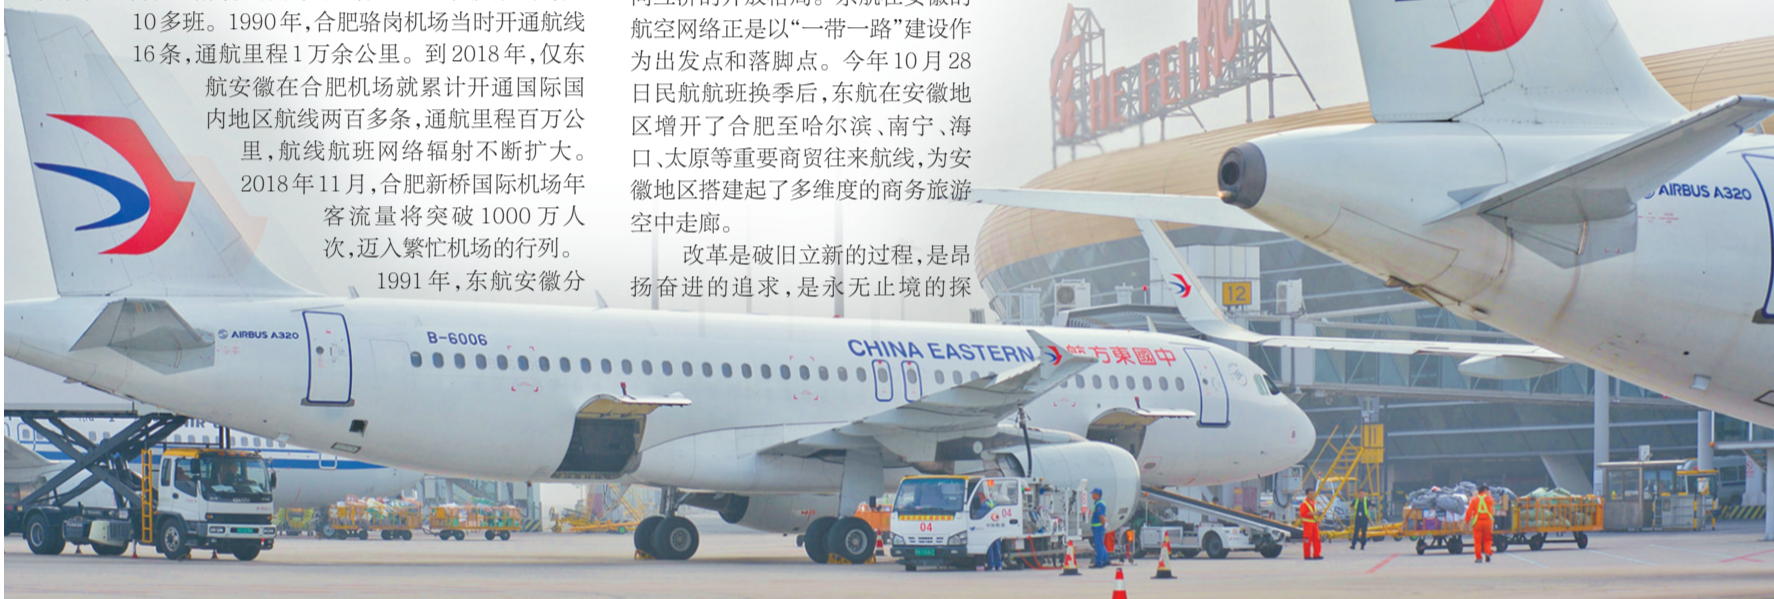 10多班。1990年，合肥骆岗机场当时开通航线
16条，通航里程1万余公里。到2018年，仅东
航安徽在合肥机场就累计开通国际国
内地区航线两百多条，通航里程百万公
里，航线航班网络辐射不断扩大。
2018年11月，合肥新桥国际机场年
客流量将突破1000万人
次，迈入繁忙机场的行列。
1991年，东航安徽分
航空网络正是以“一带一路”建设作
为出发点和落脚点。今年10月28
日民航航班换季后，东航在安徽地
区增开了合肥至哈尔滨、南宁、海
口、太原等重要商贸往来航线，为安
徽地区搭建起了多维度的商务旅游
空中走廊。
改革是破旧立新的过程，是昂
扬奋进的追求，是永无止境的探
HE FEI
AIRBUS A320
12
AIRBUS A320
B-6006
CHINA EASTERN
航方東國中
11
04
04